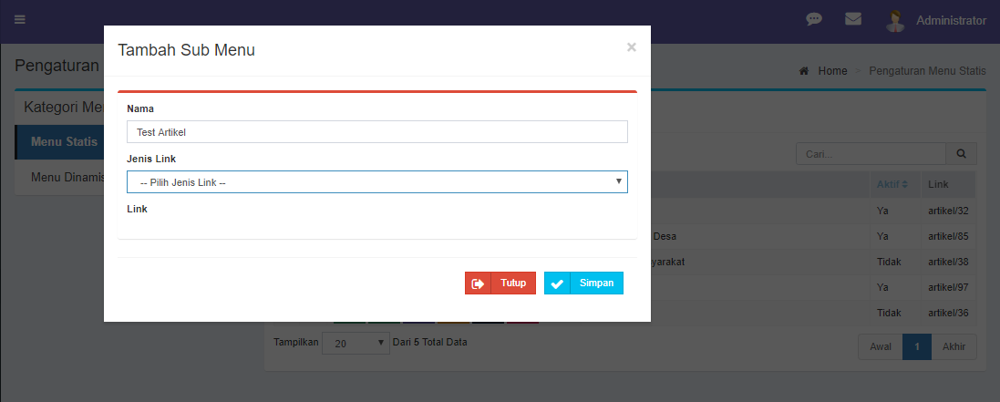 Administrator
Tambah Sub Menu
×
Pengaturan
Home > Pengaturan Menu Statis
Kategori Me
Nama
Test Artikel
Menu Statis
Cari...
Jenis Link
Menu Dinamis
-- Pilih Jenis Link --
Aktif
Link
Link
Ya
artikel/32
Desa
Ya
artikel/85
yarakat
Tidak
artikel/38
Tutup
Simpan
Ya
artikel/97
Tidak
artikel/36
Tampilkan 20 Dari 5 Total Data
Awal 1 Akhir